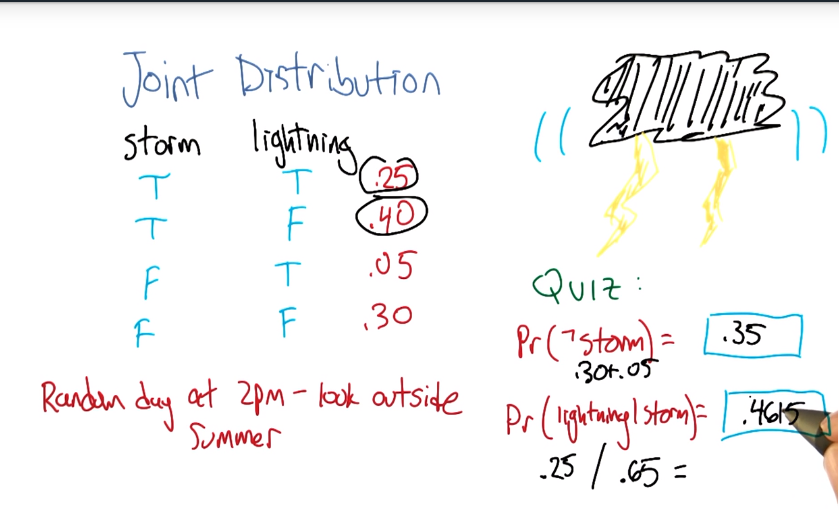 Joint Distribution
storm lightning
T T .25
T F .40
F T .05
F F .30
Random day at 2pm - look outside
Summer
Quiz:
Pr(¬storm)= .35
.30+.05
Pr(lightning|storm)= .4615
.25 / .65 =